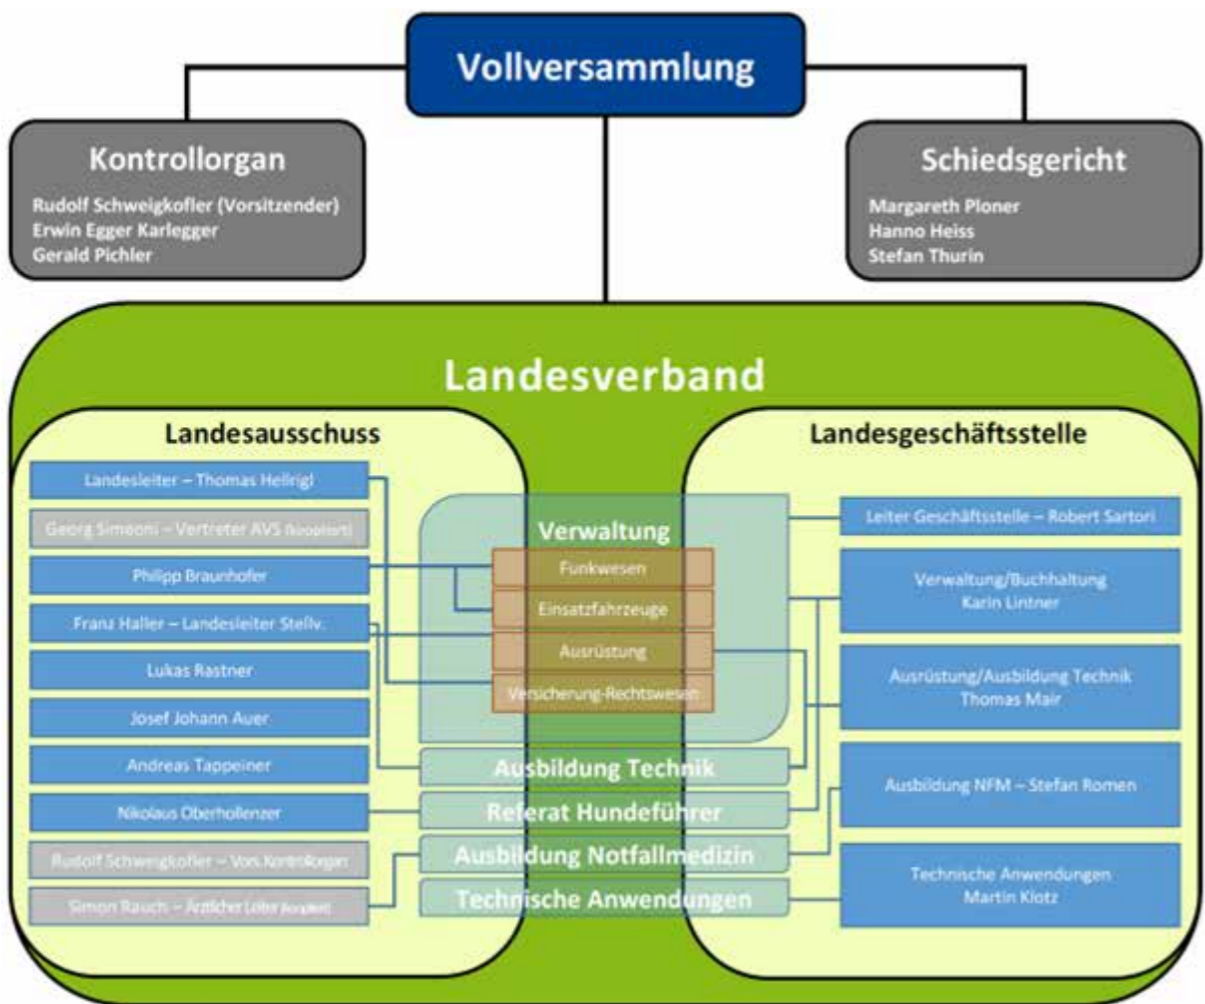 Vollversammlung
Kontrollorgan
Rudolf Schweigkofler (Vorsitzender)
Erwin Egger Karlegger
Gerald Pichler
Schiedsgericht
Margareth Ploner
Hanno Heiss
Stefan Thurin
Landesverband
Landesausschuss
Landesleiter – Thomas Hellrigl
Georg Simeoni – Vertreter AVS (kooptiert)
Philipp Braunhofer
Franz Haller – Landesleiter Stellv.
Lukas Rastner
Josef Johann Auer
Andreas Tappeiner
Nikolaus Oberhollenzer
Rudolf Schweigkofler – Vors. Kontrollorgan
Simon Rauch – Ärztlicher Leiter (kooptiert)
Verwaltung
Funkwesen
Einsatzfahrzeuge
Ausrüstung
Versicherung-Rechtswesen
Ausbildung Technik
Referat Hundeführer
Ausbildung Notfallmedizin
Technische Anwendungen
Landesgeschäftsstelle
Leiter Geschäftsstelle – Robert Sartori
Verwaltung/Buchhaltung
Karin Lintner
Ausrüstung/Ausbildung Technik
Thomas Mair
Ausbildung NFM – Stefan Romen
Technische Anwendungen
Martin Klotz